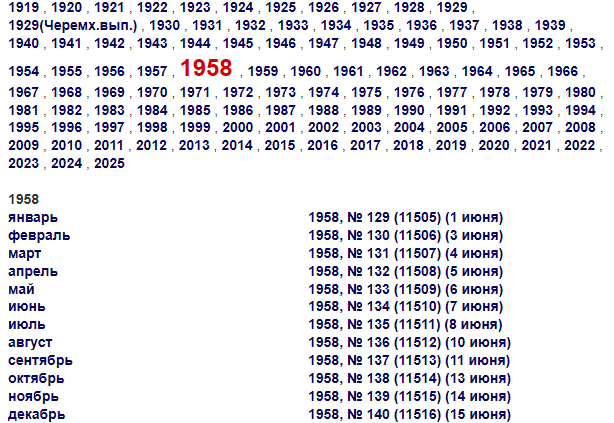 1919 , 1920 , 1921 , 1922 , 1923 , 1924 , 1925 , 1926 , 1927 , 1928 , 1929 ,
1929(Черемх.вып.) , 1930 , 1931 , 1932 , 1933 , 1934 , 1935 , 1936 , 1937 , 1938 , 1939 ,
1940 , 1941 , 1942 , 1943 , 1944 , 1945 , 1946 , 1947 , 1948 , 1949 , 1950 , 1951 , 1952 , 1953 ,
1954 , 1955 , 1956 , 1957 , 1958 , 1959 , 1960 , 1961 , 1962 , 1963 , 1964 , 1965 , 1966 ,
1967 , 1968 , 1969 , 1970 , 1971 , 1972 , 1973 , 1974 , 1975 , 1976 , 1977 , 1978 , 1979 , 1980 ,
1981 , 1982 , 1983 , 1984 , 1985 , 1986 , 1987 , 1988 , 1989 , 1990 , 1991 , 1992 , 1993 , 1994 ,
1995 , 1996 , 1997 , 1998 , 1999 , 2000 , 2001 , 2002 , 2003 , 2004 , 2005 , 2006 , 2007 , 2008 ,
2009 , 2010 , 2011 , 2012 , 2013 , 2014 , 2015 , 2016 , 2017 , 2018 , 2019 , 2020 , 2021 , 2022 ,
2023 , 2024 , 2025
1958
январь 1958, № 129 (11505) (1 июня)
февраль 1958, № 130 (11506) (3 июня)
март 1958, № 131 (11507) (4 июня)
апрель 1958, № 132 (11508) (5 июня)
май 1958, № 133 (11509) (6 июня)
июнь 1958, № 134 (11510) (7 июня)
июль 1958, № 135 (11511) (8 июня)
август 1958, № 136 (11512) (10 июня)
сентябрь 1958, № 137 (11513) (11 июня)
октябрь 1958, № 138 (11514) (13 июня)
ноябрь 1958, № 139 (11515) (14 июня)
декабрь 1958, № 140 (11516) (15 июня)